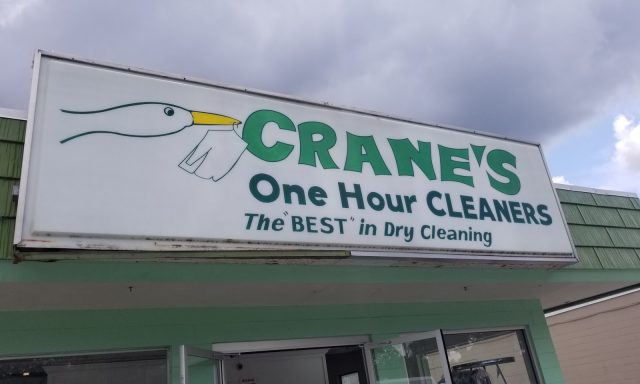 CRANE'S
One Hour CLEANERS
The "BEST" in Dry Cleaning